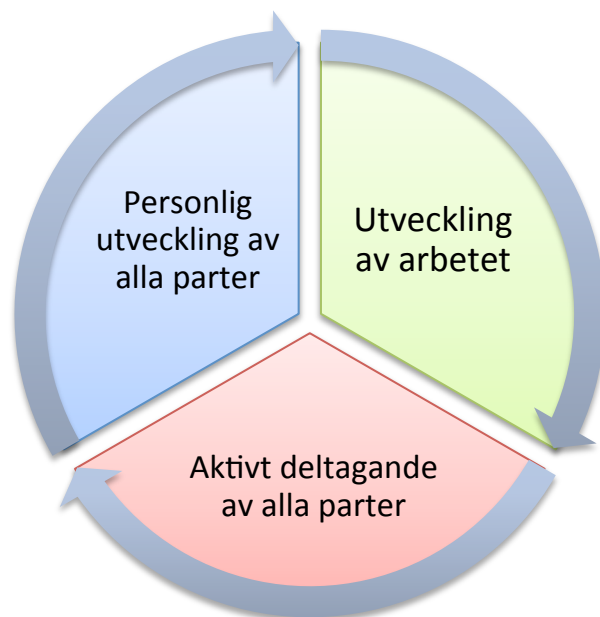 Personlig
utveckling av
alla parter
Utveckling
av arbetet
Aktivt deltagande
av alla parter